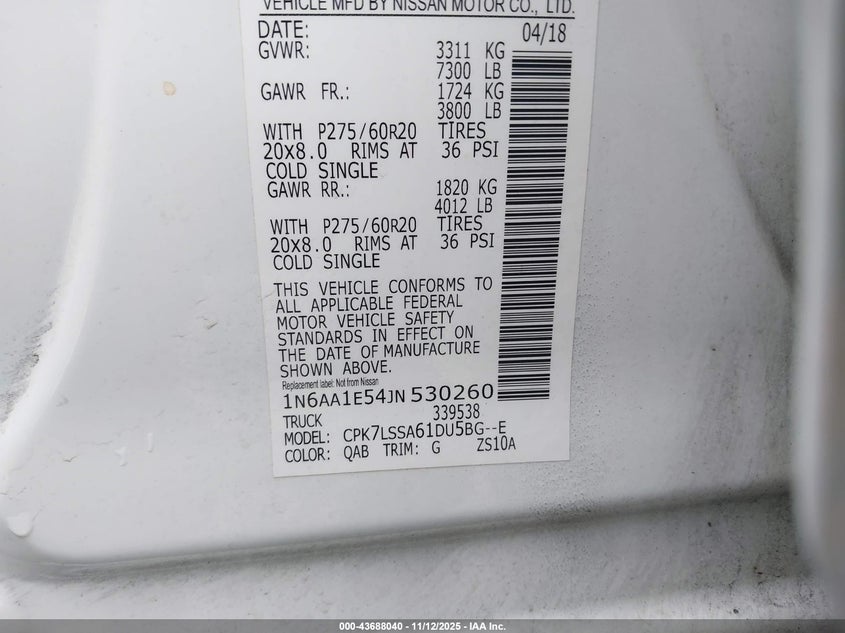 VEHICLE MFD BY NISSAN MOTOR CO., LTD.
DATE: 04/18
GVWR: 3311 KG
7300 LB
GAWR FR.: 1724 KG
3800 LB
WITH P275/60R20 TIRES
20X8.0 RIMS AT 36 PSI
COLD SINGLE
GAWR RR.: 1820 KG
4012 LB
WITH P275/60R20 TIRES
20X8.0 RIMS AT 36 PSI
COLD SINGLE
THIS VEHICLE CONFORMS TO
ALL APPLICABLE FEDERAL
MOTOR VEHICLE SAFETY
STANDARDS IN EFFECT ON
THE DATE OF MANUFACTURE
SHOWN ABOVE.
Replacement label: Not from Nissan
1N6AA1E54JN 530260
TRUCK 339538
MODEL: CPK7LSSA61DU5BG--E
COLOR: QAB TRIM: G ZS10A
000-43688040 - 11/12/2025 - IAA Inc.